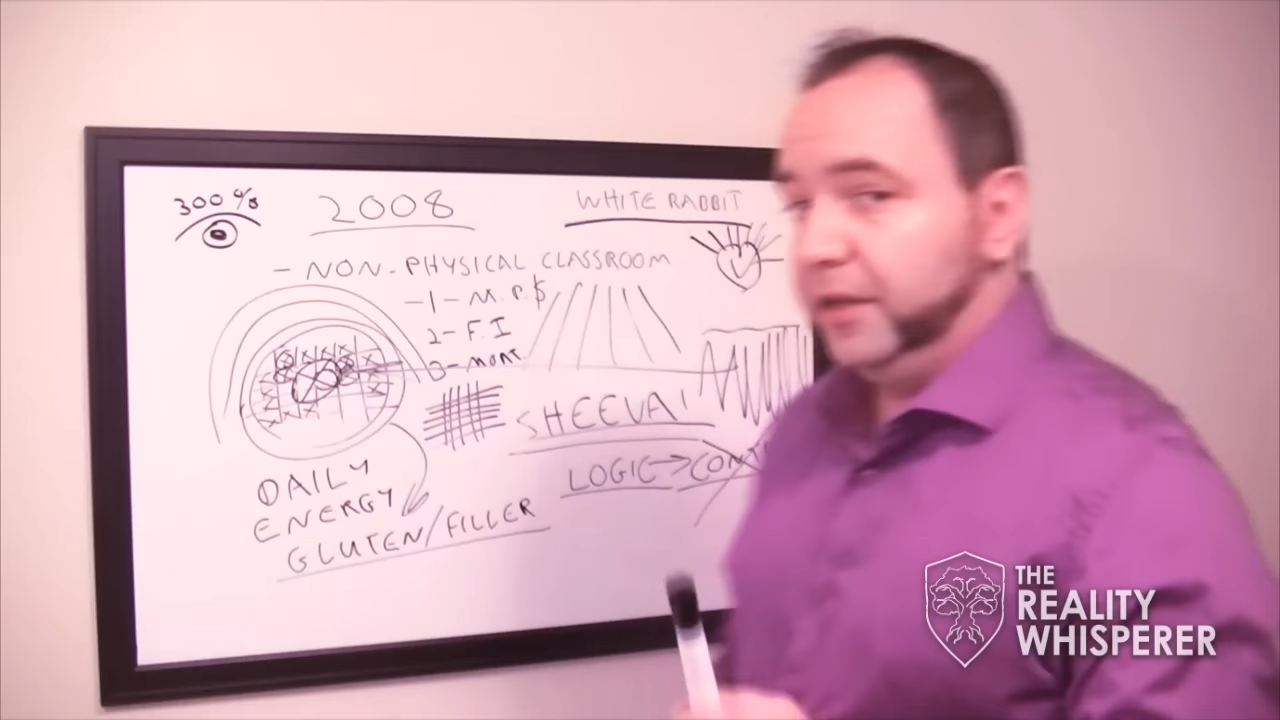 300%
2008
WHITE RABBIT
- NON-PHYSICAL CLASSROOM
-1- M.P.$
2- F.I
SHEEVA!
LOGIC→
DAILY
ENERGY
GLUTEN/FILLER
THE
REALITY
WHISPERER